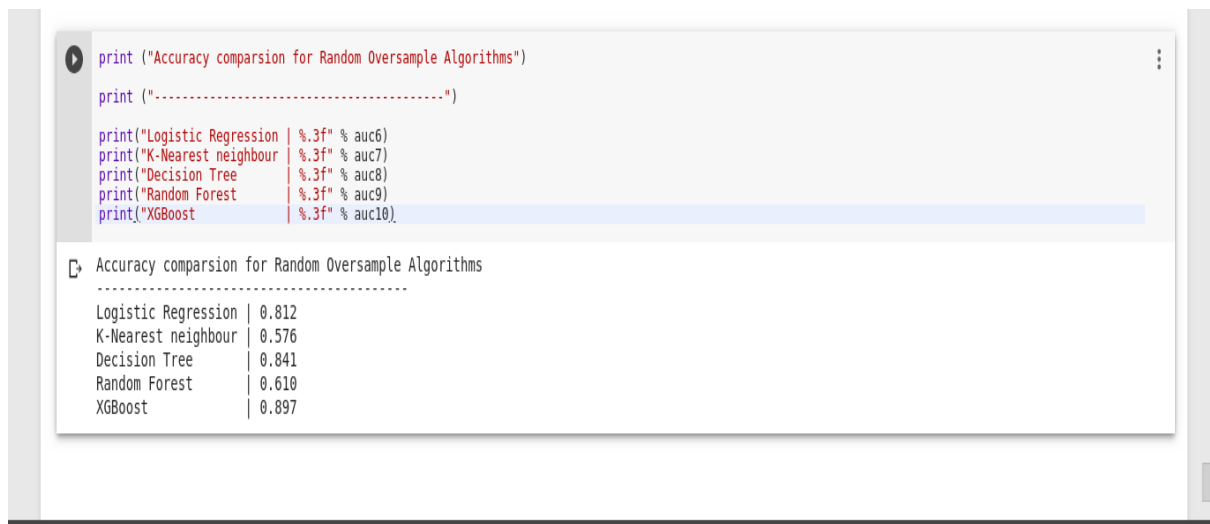 print ("Accuracy comparsion for Random Oversample Algorithms")
print ("------------------------------------------")
print("Logistic Regression | %.3f" % auc6)
print("K-Nearest neighbour | %.3f" % auc7)
print("Decision Tree       | %.3f" % auc8)
print("Random Forest       | %.3f" % auc9)
print("XGBoost             | %.3f" % auc10)
Accuracy comparsion for Random Oversample Algorithms
------------------------------------------
Logistic Regression | 0.812
K-Nearest neighbour | 0.576
Decision Tree       | 0.841
Random Forest       | 0.610
XGBoost             | 0.897